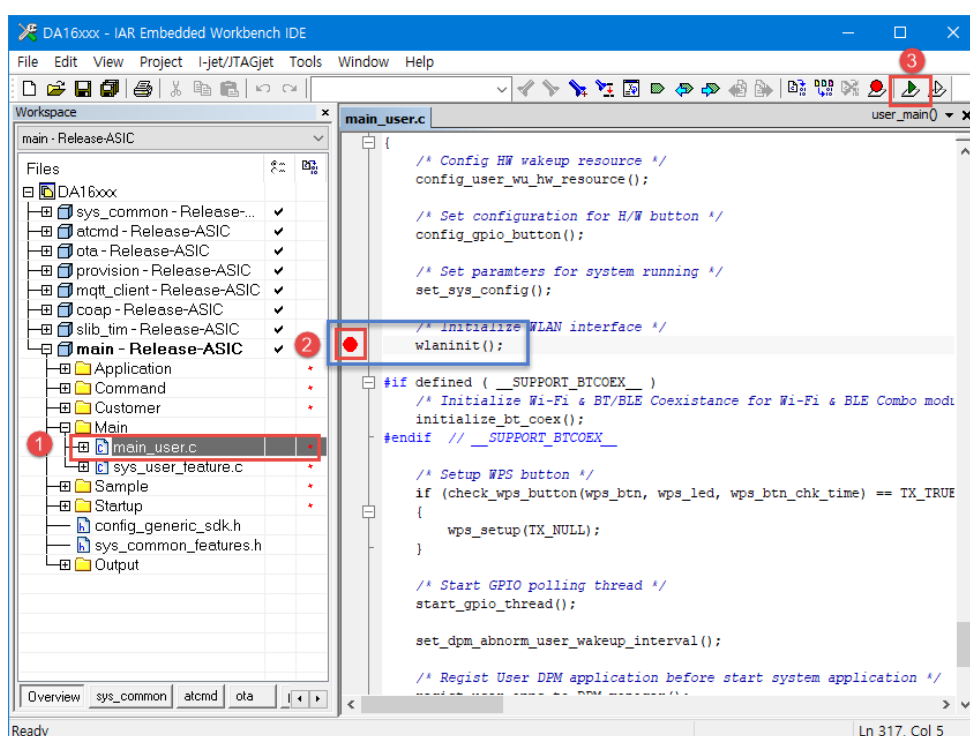 DA16xxx - IAR Embedded Workbench IDE
File Edit View Project I-jet/JTAGjet Tools Window Help
3
Workspace
main - Release-ASIC
Files
DA16xxx
sys_common - Release-...
atcmd - Release-ASIC
ota - Release-ASIC
provision - Release-ASIC
mqtt_client - Release-ASIC
coap - Release-ASIC
slib_tim - Release-ASIC
main - Release-ASIC
Application
Command
Customer
Main
1
main_user.c
sys_user_feature.c
Sample
Startup
config_generic_sdk.h
sys_common_features.h
Output
Overview sys_common atcmd ota
main_user.c
user_main()
{
/* Config HW wakeup resource */
config_user_wu_hw_resource();
/* Set configuration for H/W button */
config_gpio_button();
/* Set paramters for system running */
set_sys_config();
/* Initialize WLAN interface */
2
wlaninit();
#if defined ( __SUPPORT_BTCOEX__ )
/* Initialize Wi-Fi & BT/BLE Coexistance for Wi-Fi & BLE Combo modu
initialize_bt_coex();
#endif // __SUPPORT_BTCOEX__
/* Setup WPS button */
if (check_wps_button(wps_btn, wps_led, wps_btn_chk_time) == TX_TRUE
{
wps_setup(TX_NULL);
}
/* Start GPIO polling thread */
start_gpio_thread();
set_dpm_abnorm_user_wakeup_interval();
/* Regist User DPM application before start system application */
Ready
Ln 317, Col 5